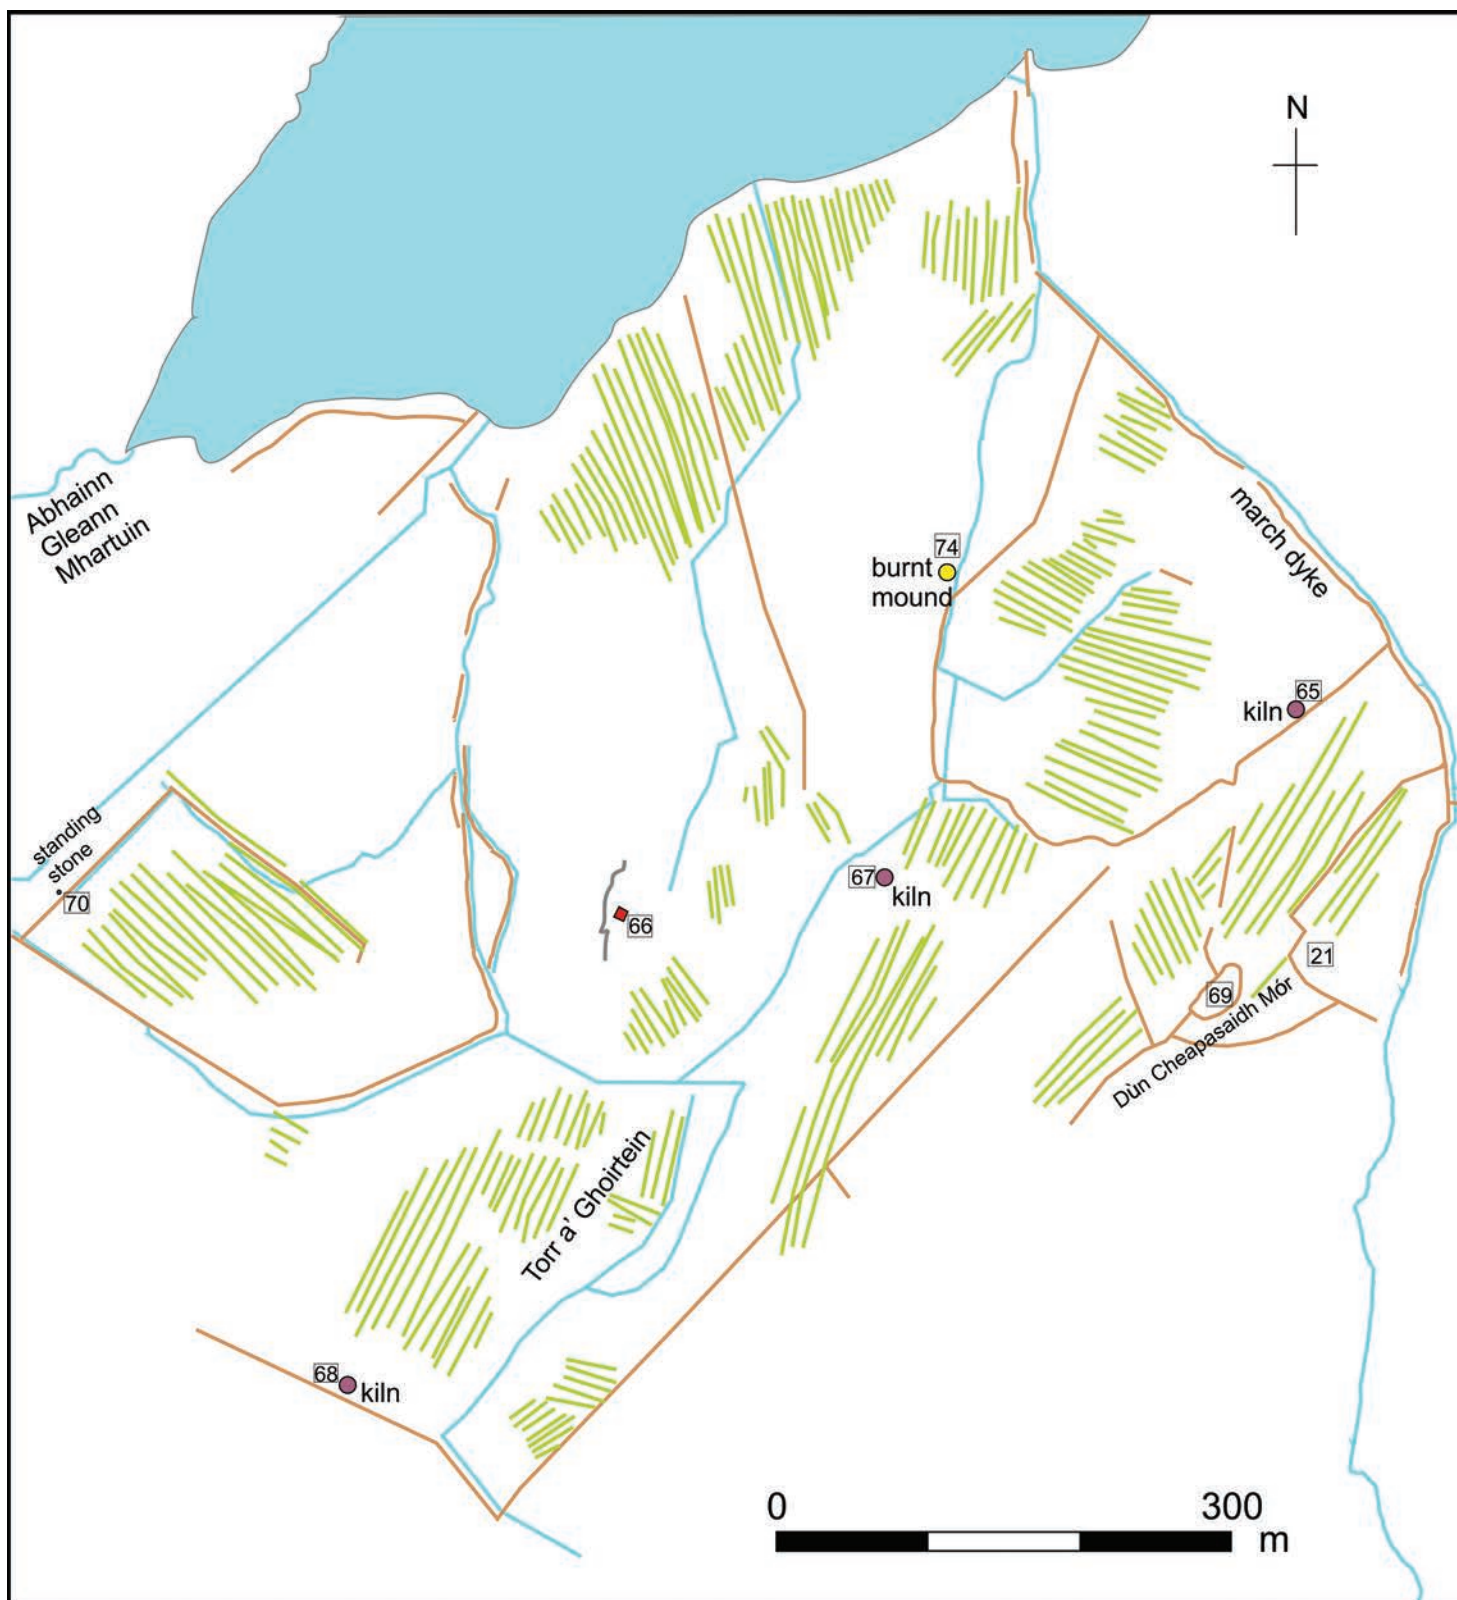 N
Abhainn
Gleann
Mhartuin
march dyke
74
burnt
mound
65
kiln
standing
stone
70
67
kiln
66
21
69
Dùn Cheapasaidh Mór
Torr a' Ghoirtein
68
kiln
0 300
m